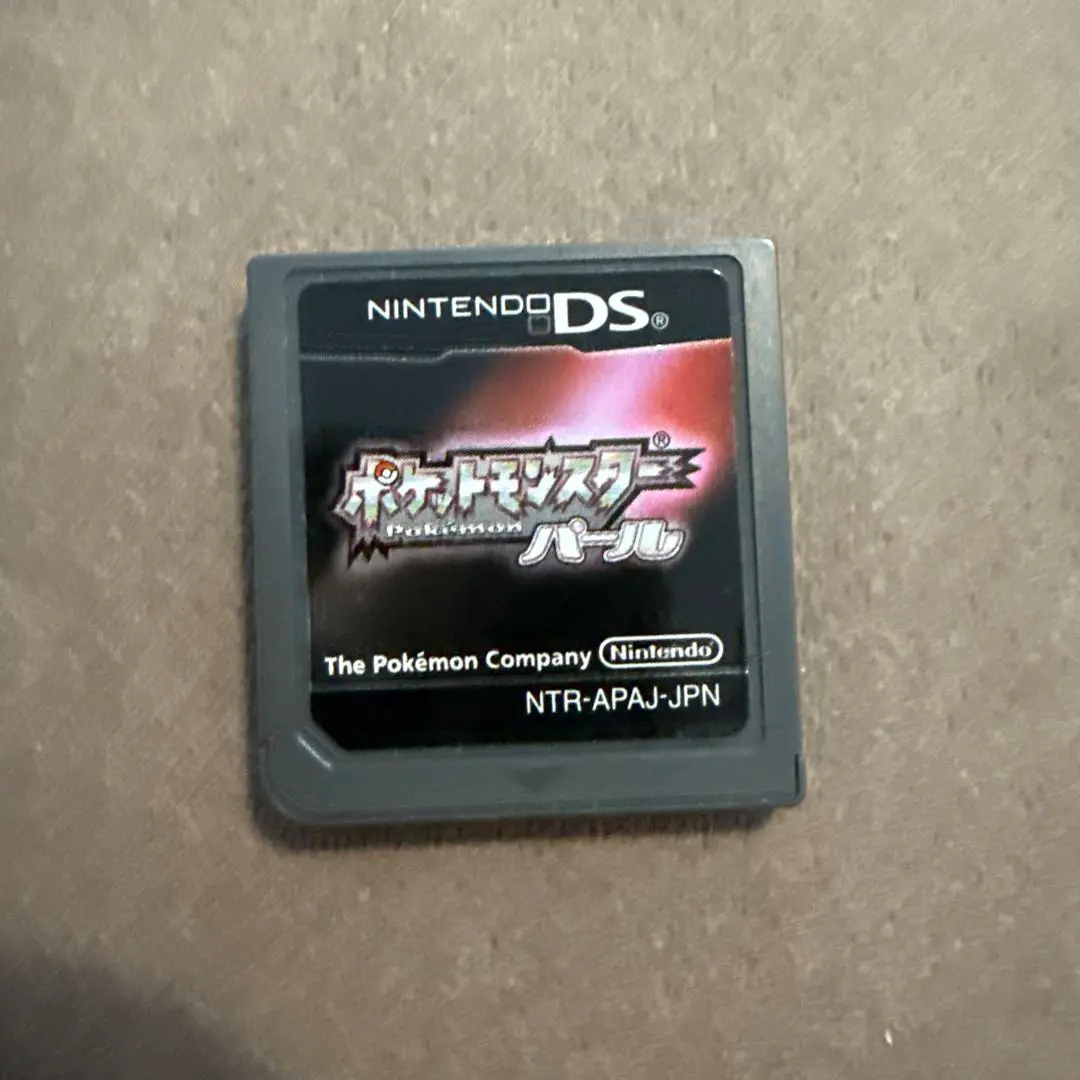 NINTENDO DS®
ポケットモンスター®
Pokémon
パール
The Pokémon Company Nintendo®
NTR-APAJ-JPN